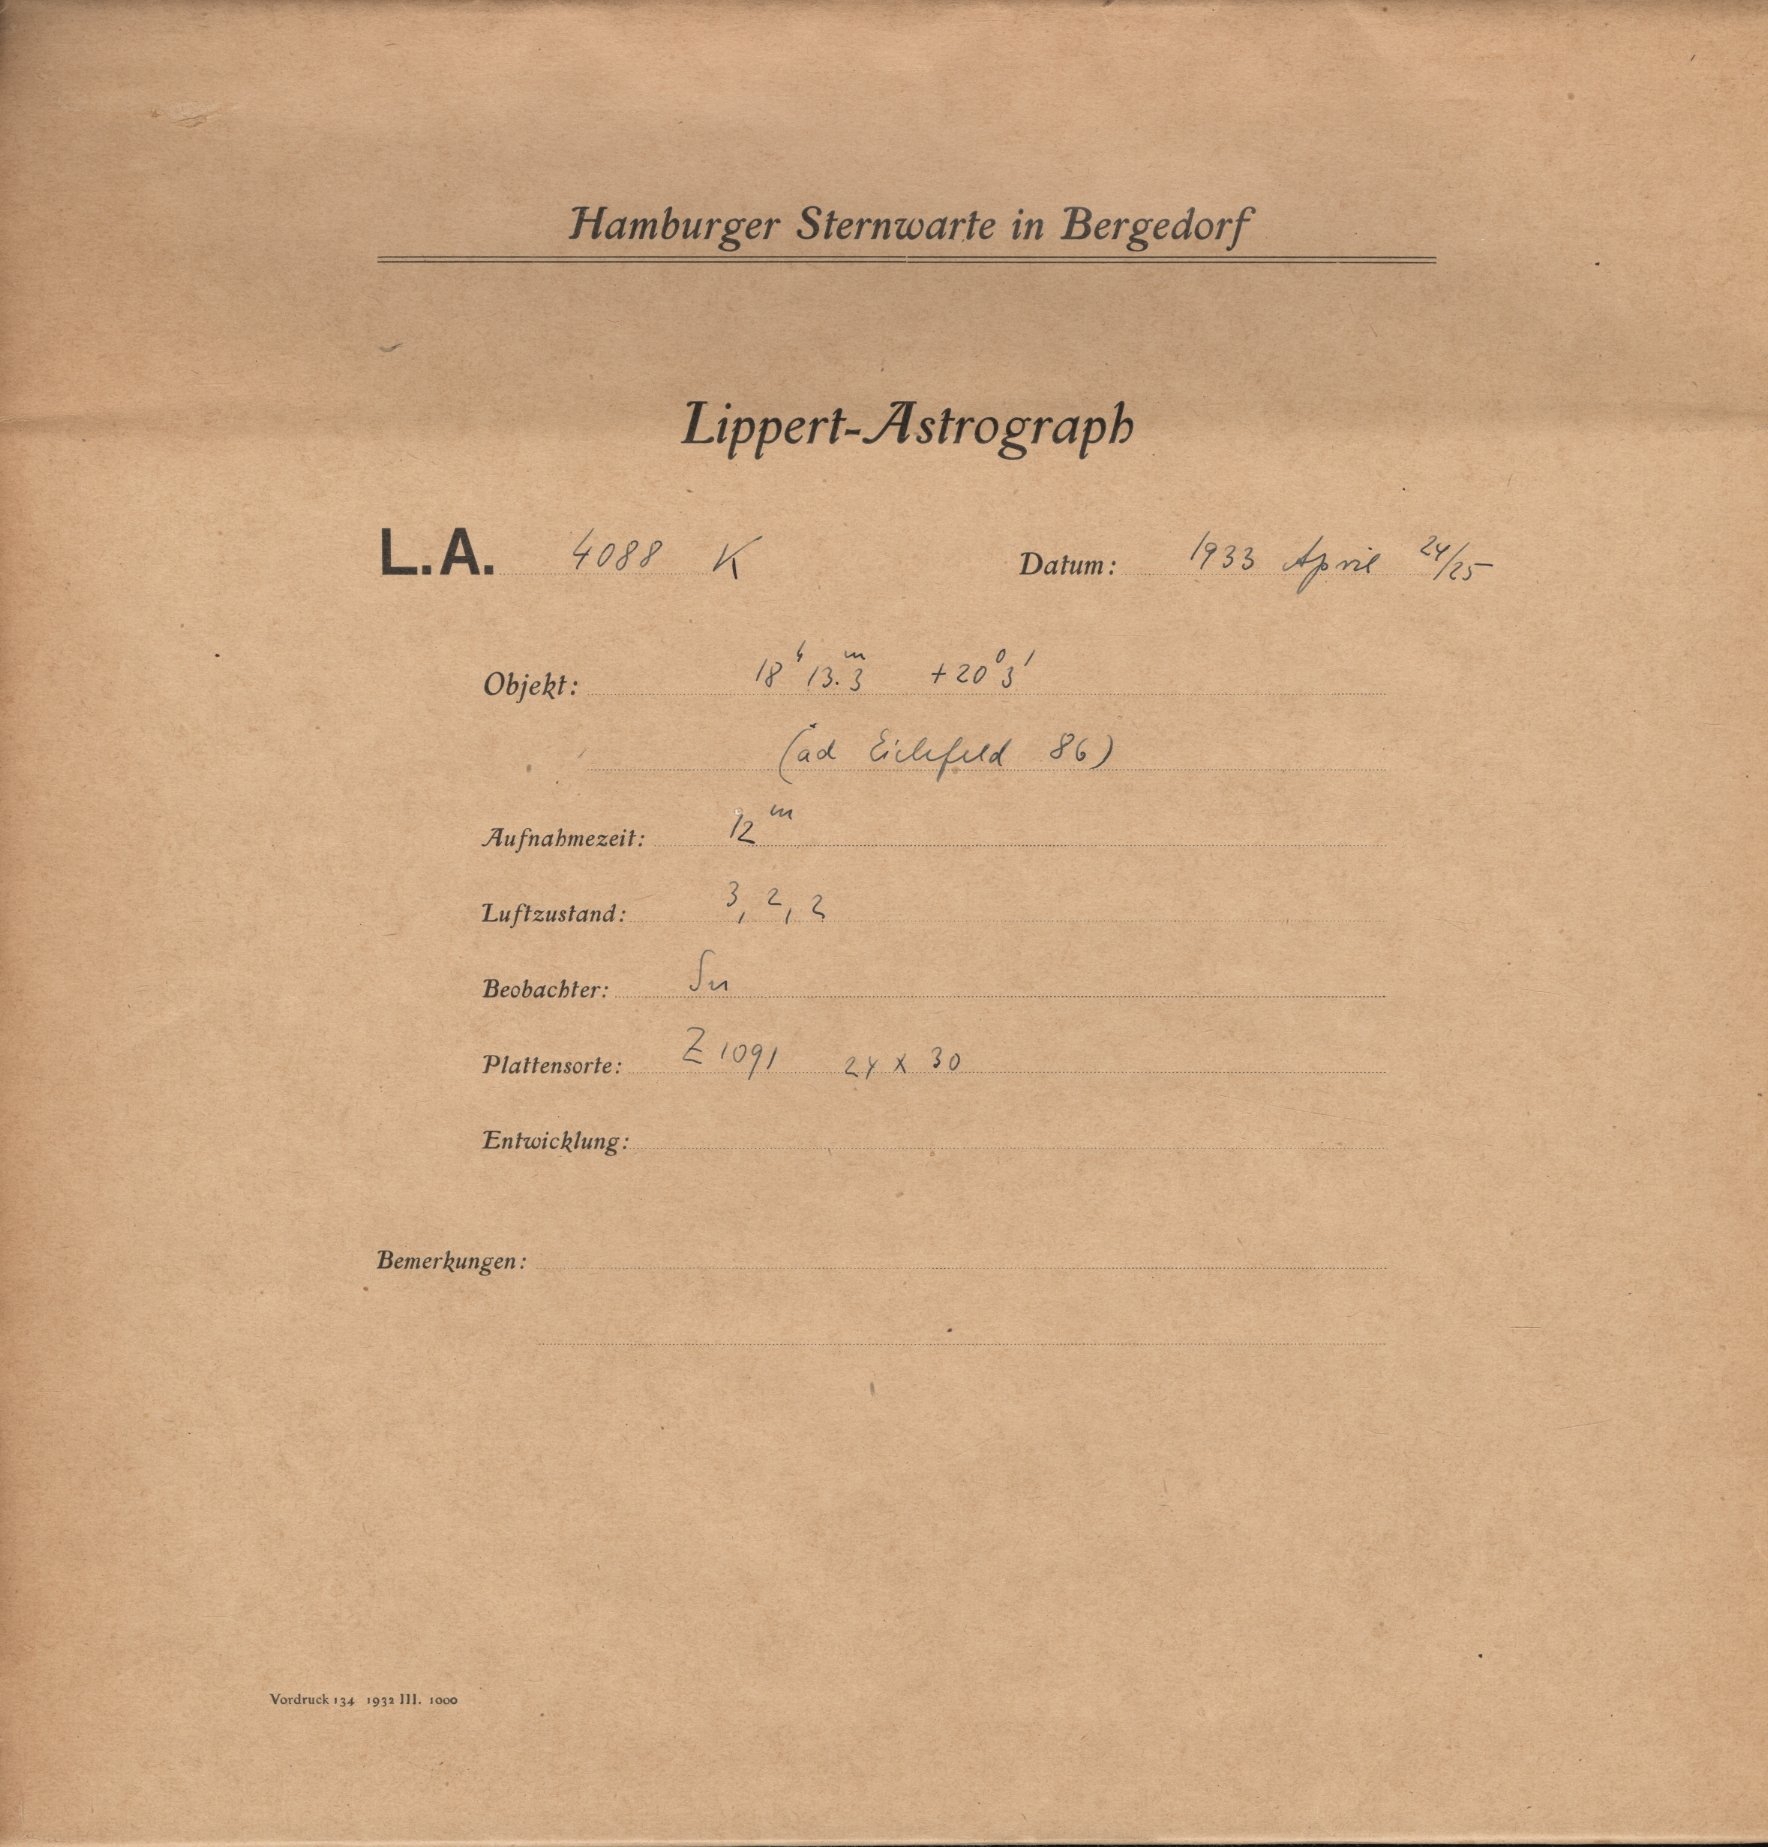 Hamburger Sternwarte in Bergedorf
Lippert-Astrograph
L.A. 4088 K Datum: 1933 April 24/25
Objekt: 18ʰ 13.ᵐ3 +20°3'
(ad Eichfeld 86)
Aufnahmezeit: 12ᵐ
Luftzustand: 3, 2, 2
Beobachter:
Plattensorte: Z 1091 24 x 30
Entwicklung:
Bemerkungen:
Vordruck 134 1932 III. 1000